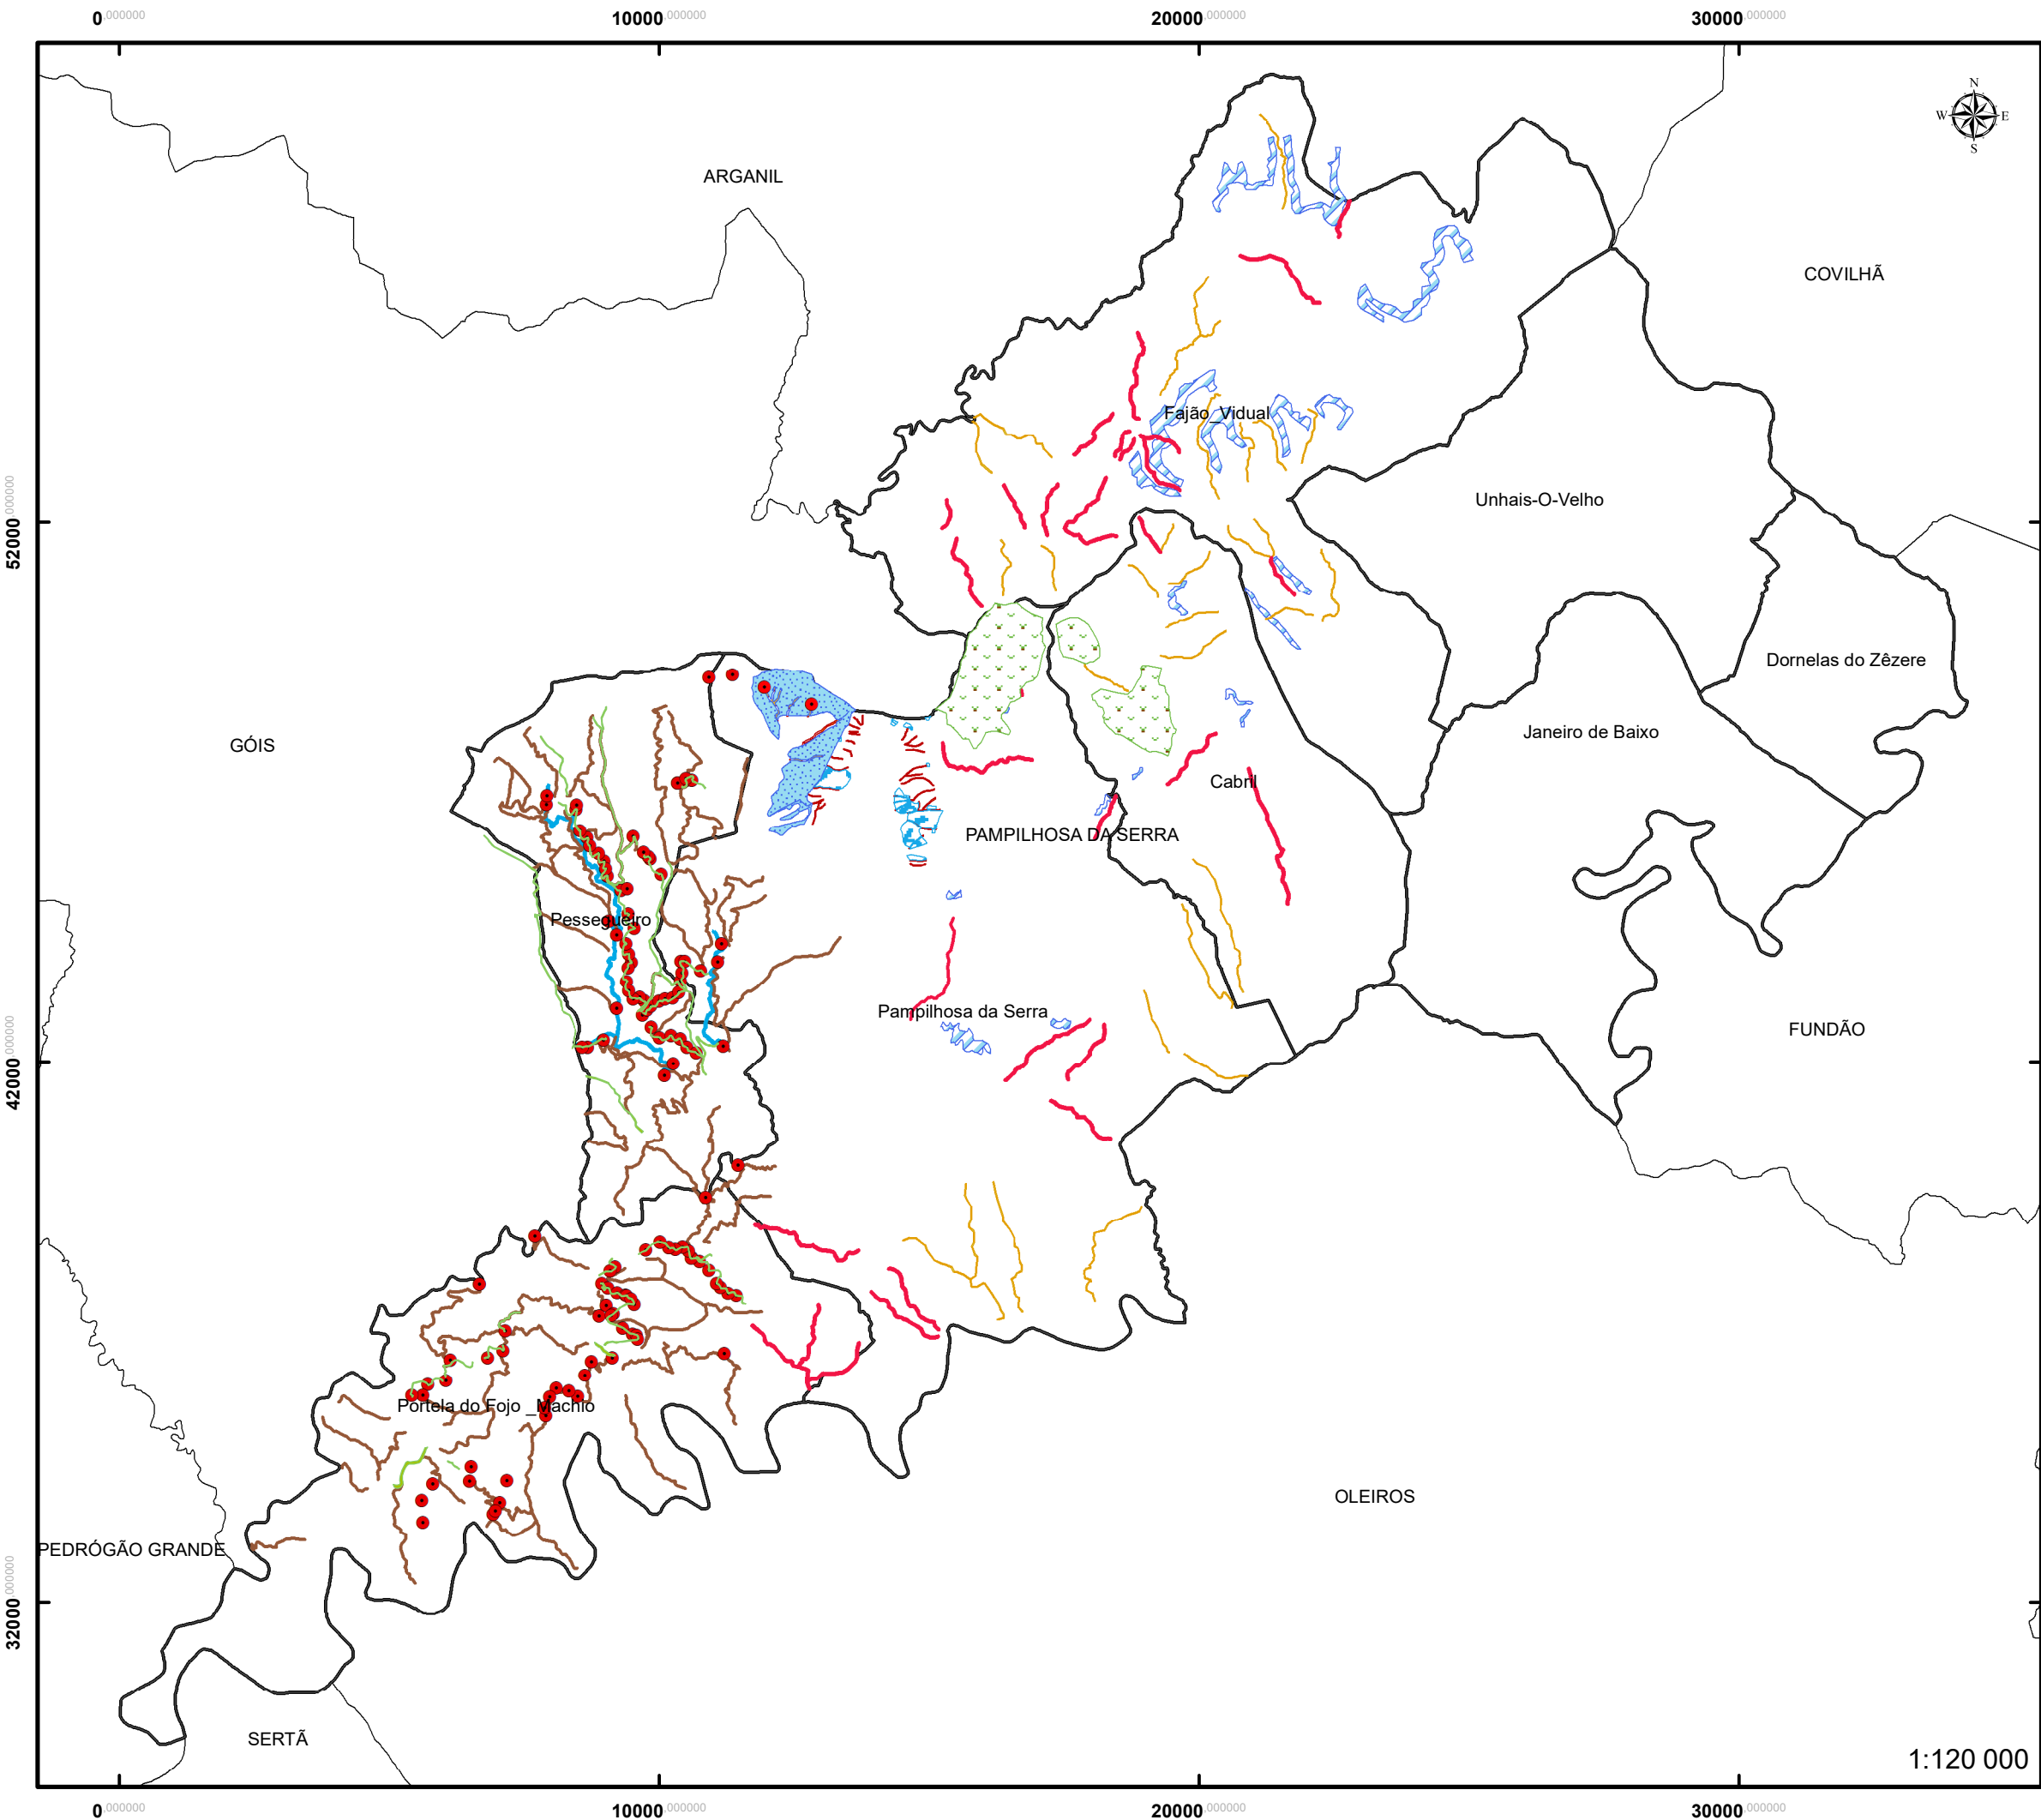 0,000000 10000,000000 20000,000000 30000,000000
N
W E
S
ARGANIL
COVILHÃ
Fajão_Vidual
Unhais-O-Velho
52000,000000
Dornelas do Zêzere
Janeiro de Baixo
GÓIS
Cabril
PAMPILHOSA DA SERRA
Pessegueiro
Pampilhosa da Serra
FUNDÃO
42000,000000
Portela do Fojo _Machio
OLEIROS
PEDRÓGÃO GRANDE
32000,000000
SERTÃ
1:120 000
0,000000 10000,000000 20000,000000 30000,000000